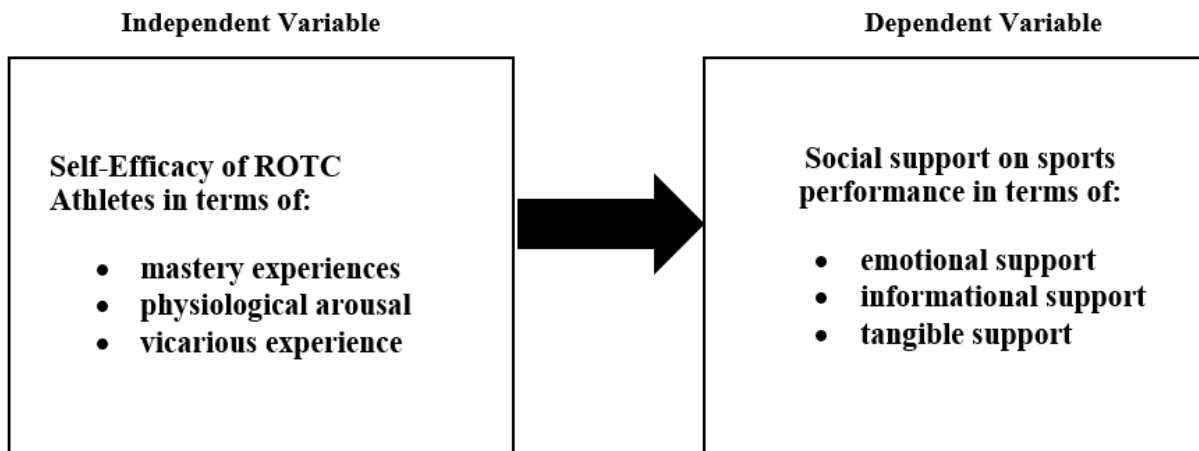 Independent Variable
Dependent Variable
Self-Efficacy of ROTC
Athletes in terms of:
• mastery experiences
• physiological arousal
• vicarious experience
Social support on sports
performance in terms of:
• emotional support
• informational support
• tangible support